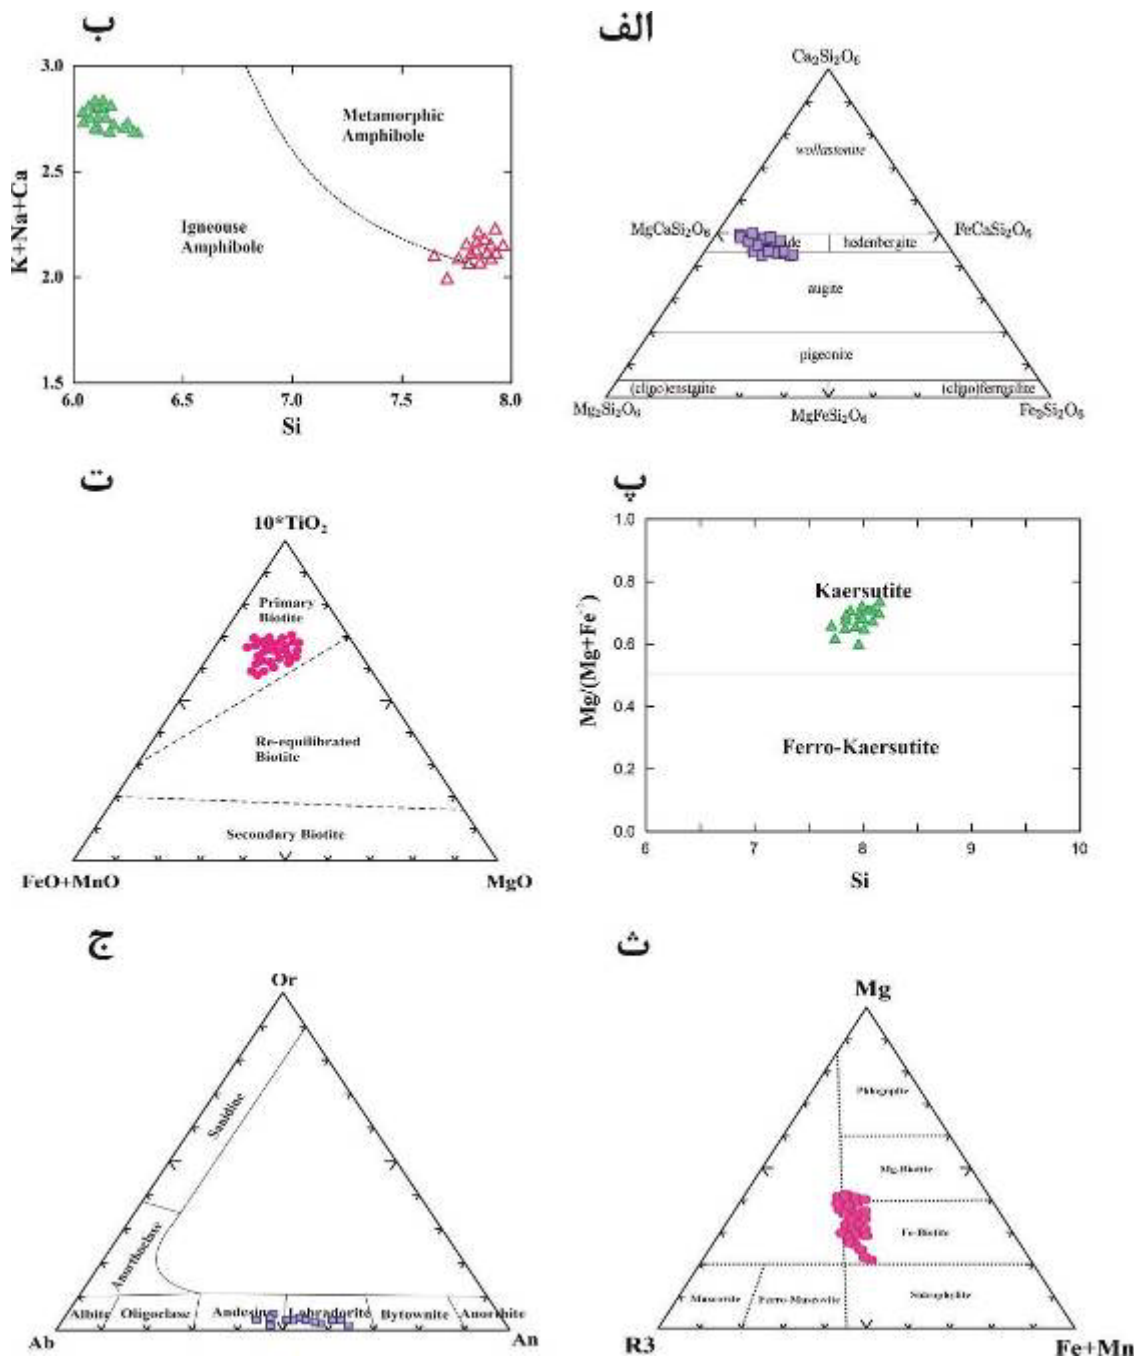 ب
3.0
2.5
2.0
1.5
K+Na+Ca
Metamorphic
Amphibole
Igneouse
Amphibole
6.0 6.5 7.0 7.5 8.0
Si
الف
Ca₂Si₂O₆
wollastonite
MgCaSi₂O₆ FeCaSi₂O₆
ide hedenbergite
augite
pigeonite
(clino)enstatite (clino)ferrosilite
Mg₂Si₂O₆ MgFeSi₂O₆ Fe₂Si₂O₆
ت
10*TiO₂
Primary
Biotite
Re-equilibrated
Biotite
Secondary Biotite
FeO+MnO MgO
پ
1.0
0.8
0.6
0.4
0.2
0.0
Mg/(Mg+Fe⁺²)
Kaersutite
Ferro-Kaersutite
6 7 8 9 10
Si
ج
Or
Sanidine
Anorthoclase
Albite Oligoclase Andesine Labradorite Bytownite Anorthite
Ab An
ث
Mg
Phlogopite
Mg-Biotite
Fe-Biotite
Muscovite Ferro-Muscovite Siderophylite
R3 Fe+Mn